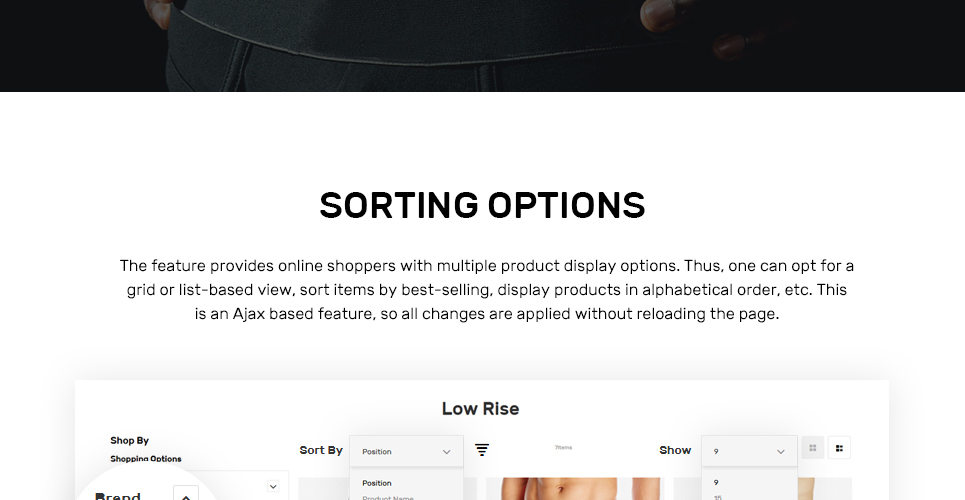 SORTING OPTIONS
The feature provides online shoppers with multiple product display options. Thus, one can opt for a
grid or list-based view, sort items by best-selling, display products in alphabetical order, etc. This
is an Ajax based feature, so all changes are applied without reloading the page.
Low Rise
Shop By
Sort By Position 7Items Show 9
Shopping Options
Position 9
Product Name 15
Brand